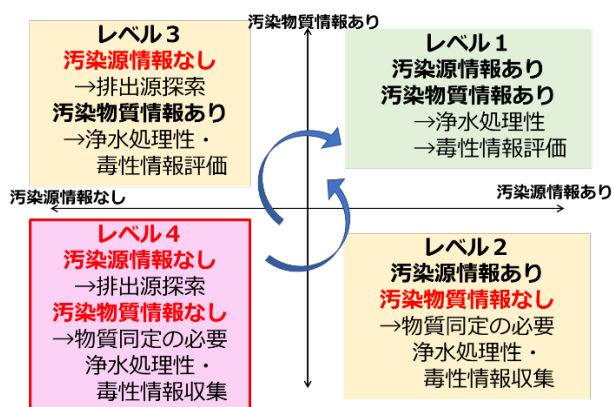 汚染物質情報あり
レベル３
汚染源情報なし
→排出源探索
汚染物質情報あり
→浄水処理性・
毒性情報評価
レベル１
汚染源情報あり
汚染物質情報あり
→浄水処理性
→毒性情報評価
汚染源情報なし
汚染源情報あり
レベル４
汚染源情報なし
→排出源探索
汚染物質情報なし
→物質同定の必要
浄水処理性・
毒性情報収集
レベル２
汚染源情報あり
汚染物質情報なし
→物質同定の必要
浄水処理性・
毒性情報収集